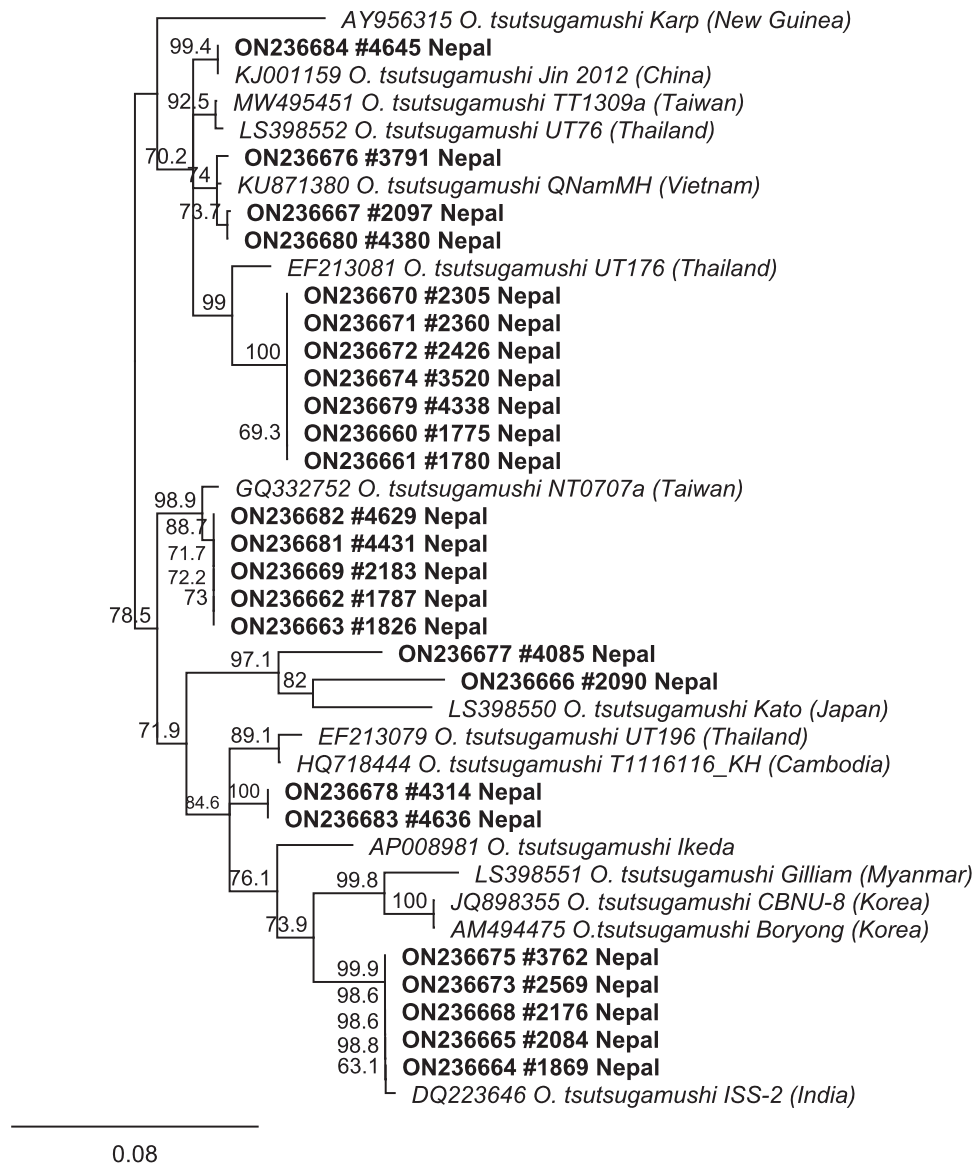 AY956315 O. tsutsugamushi Karp (New Guinea)
99.4 ON236684 #4645 Nepal
KJ001159 O. tsutsugamushi Jin 2012 (China)
92.5 MW495451 O. tsutsugamushi TT1309a (Taiwan)
LS398552 O. tsutsugamushi UT76 (Thailand)
70.2 ON236676 #3791 Nepal
74 KU871380 O. tsutsugamushi QNamMH (Vietnam)
73.7 ON236667 #2097 Nepal
ON236680 #4380 Nepal
EF213081 O. tsutsugamushi UT176 (Thailand)
99 ON236670 #2305 Nepal
ON236671 #2360 Nepal
100 ON236672 #2426 Nepal
ON236674 #3520 Nepal
ON236679 #4338 Nepal
69.3 ON236660 #1775 Nepal
ON236661 #1780 Nepal
GQ332752 O. tsutsugamushi NT0707a (Taiwan)
98.9
ON236682 #4629 Nepal
88.7
ON236681 #4431 Nepal
71.7
ON236669 #2183 Nepal
72.2
73 ON236662 #1787 Nepal
78.5 ON236663 #1826 Nepal
97.1 ON236677 #4085 Nepal
82 ON236666 #2090 Nepal
LS398550 O. tsutsugamushi Kato (Japan)
71.9 89.1 EF213079 O. tsutsugamushi UT196 (Thailand)
HQ718444 O. tsutsugamushi T1116116_KH (Cambodia)
100 ON236678 #4314 Nepal
84.6 ON236683 #4636 Nepal
AP008981 O. tsutsugamushi Ikeda
76.1 99.8 LS398551 O. tsutsugamushi Gilliam (Myanmar)
100 JQ898355 O. tsutsugamushi CBNU-8 (Korea)
73.9 AM494475 O.tsutsugamushi Boryong (Korea)
ON236675 #3762 Nepal
99.9
ON236673 #2569 Nepal
98.6
ON236668 #2176 Nepal
98.6
ON236665 #2084 Nepal
98.8
63.1 ON236664 #1869 Nepal
DQ223646 O. tsutsugamushi ISS-2 (India)
0.08